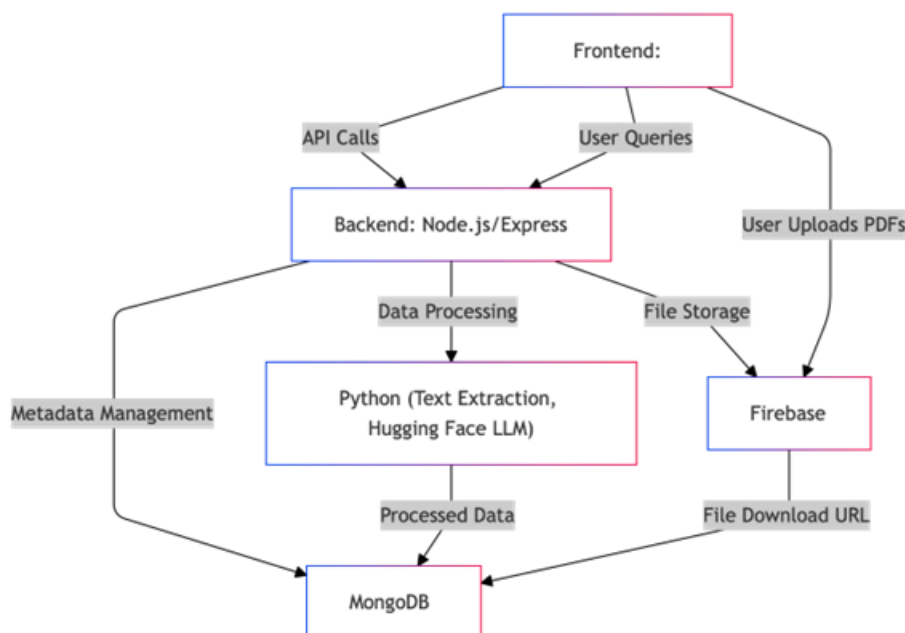 Frontend:
API Calls
User Queries
Backend: Node.js/Express
User Uploads PDFs
Data Processing
File Storage
Metadata Management
Python (Text Extraction,
Hugging Face LLM)
Firebase
Processed Data
File Download URL
MongoDB